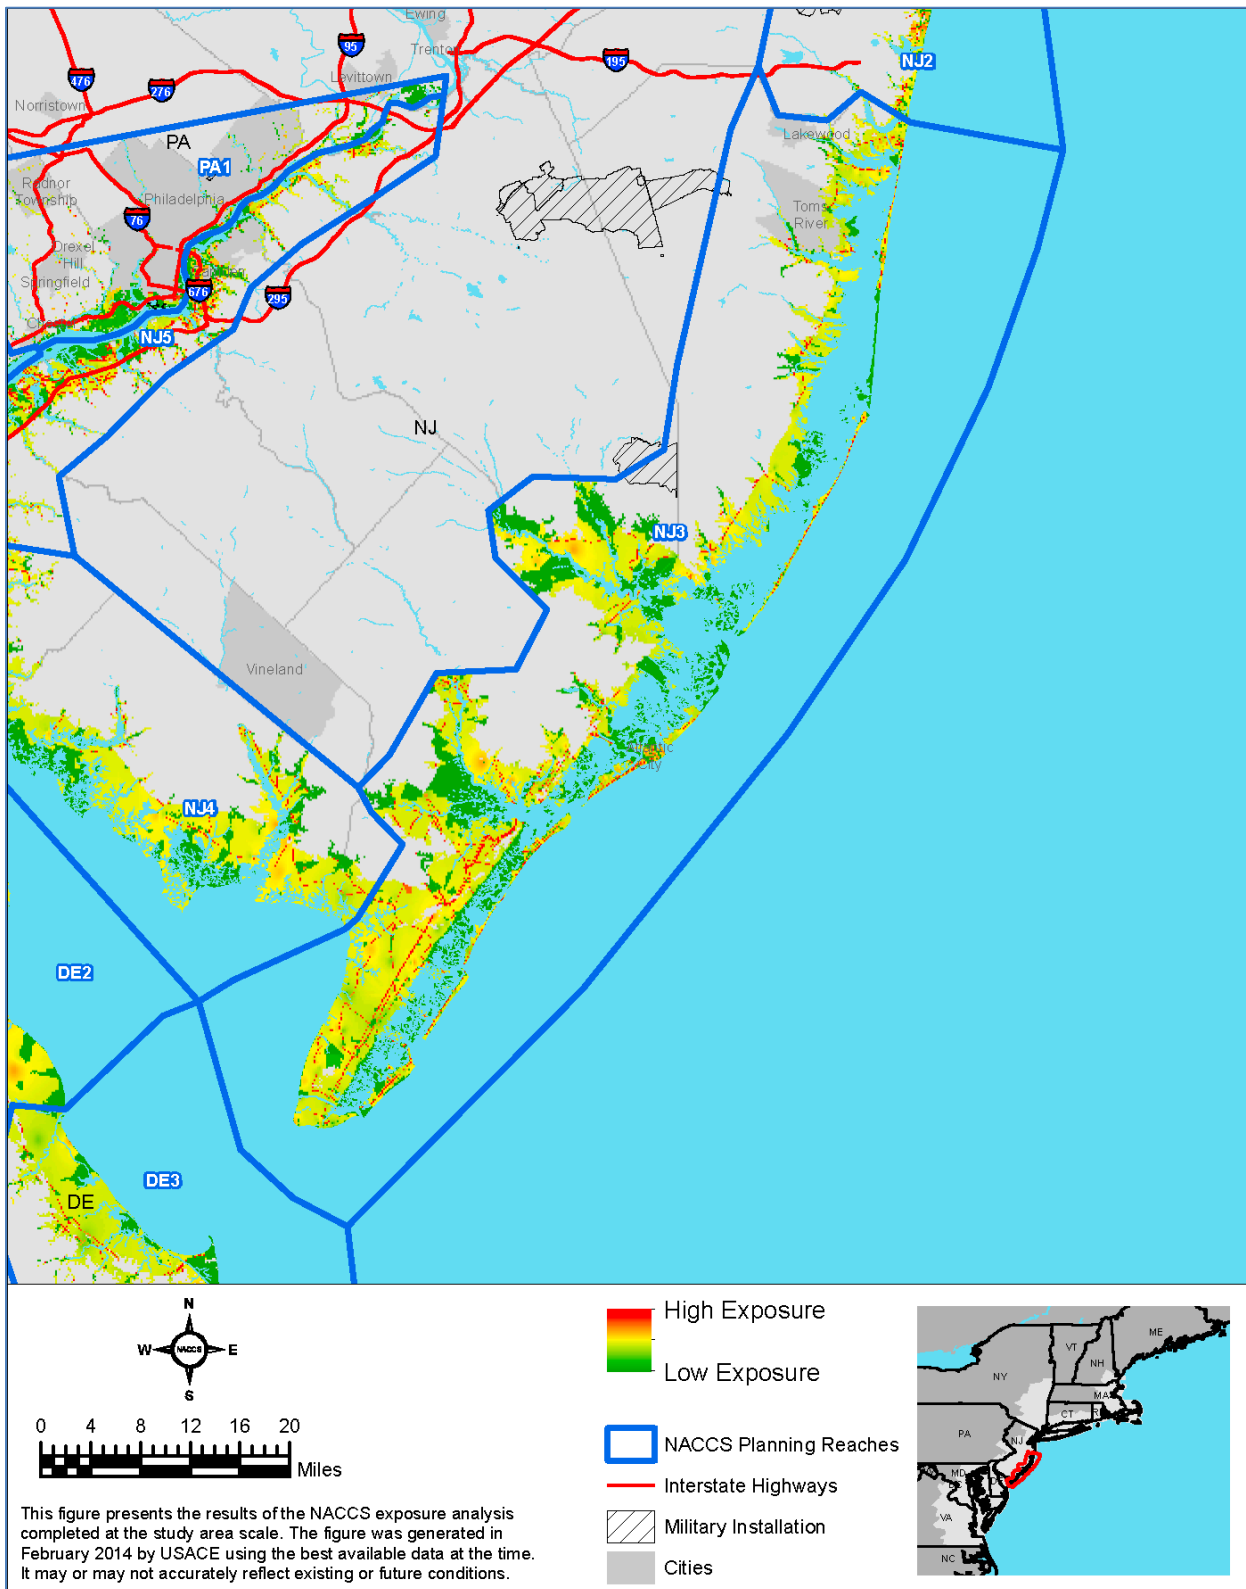 Ewing
Trenton
95
195
NJ2
476
Levittown
276
Norristown
Lakewood
PA
PA1
Radnor
Township
Philadelphia
76
Toms
River
Drexel
Hill
Springfield
676
295
NJ5
NJ
NJ3
Vineland
Atlantic
City
NJ4
DE2
DE3
DE
N
W
NACCS
E
S
0 4 8 12 16 20
Miles
High Exposure
Low Exposure
NACCS Planning Reaches
Interstate Highways
Military Installation
Cities
This figure presents the results of the NACCS exposure analysis
completed at the study area scale. The figure was generated in
February 2014 by USACE using the best available data at the time.
It may or may not accurately reflect existing or future conditions.
ME
VT
NH
NY
MA
CT
PA
NJ
MD
VA
NC